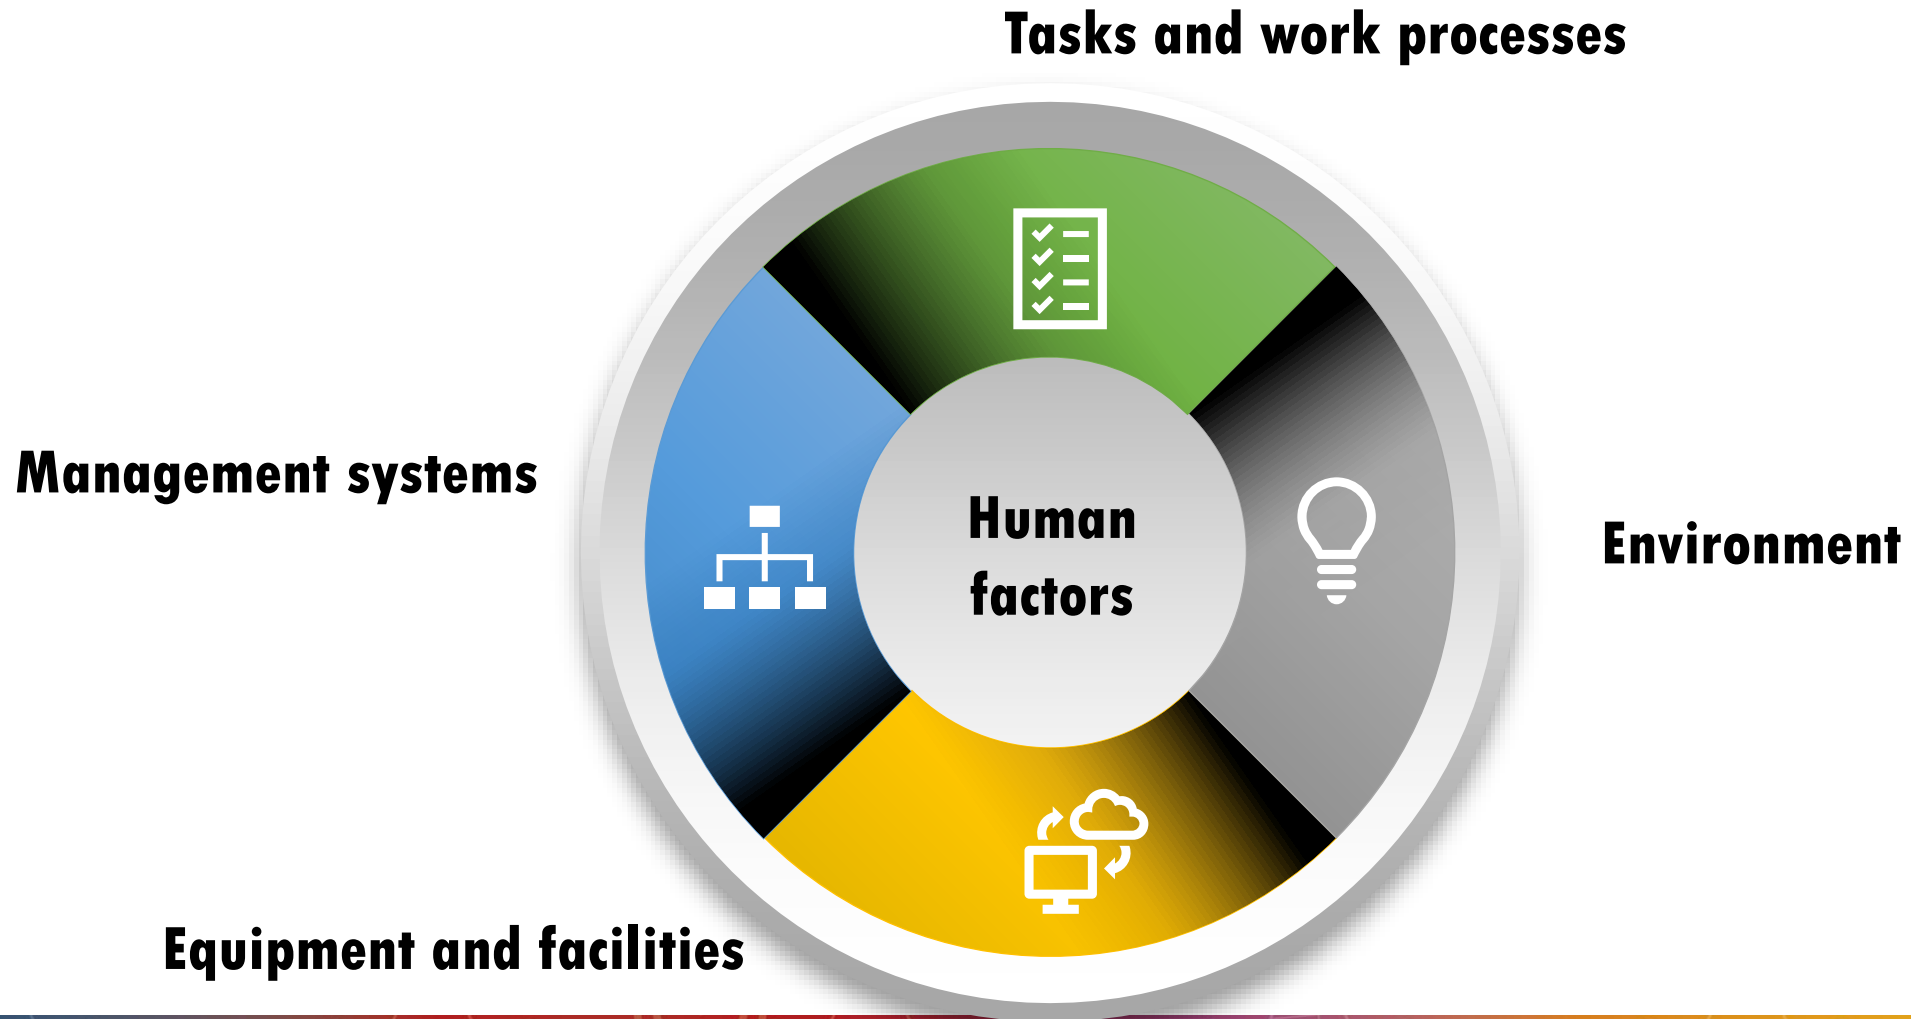 Tasks and work processes
Management systems
Human
factors
Environment
Equipment and facilities